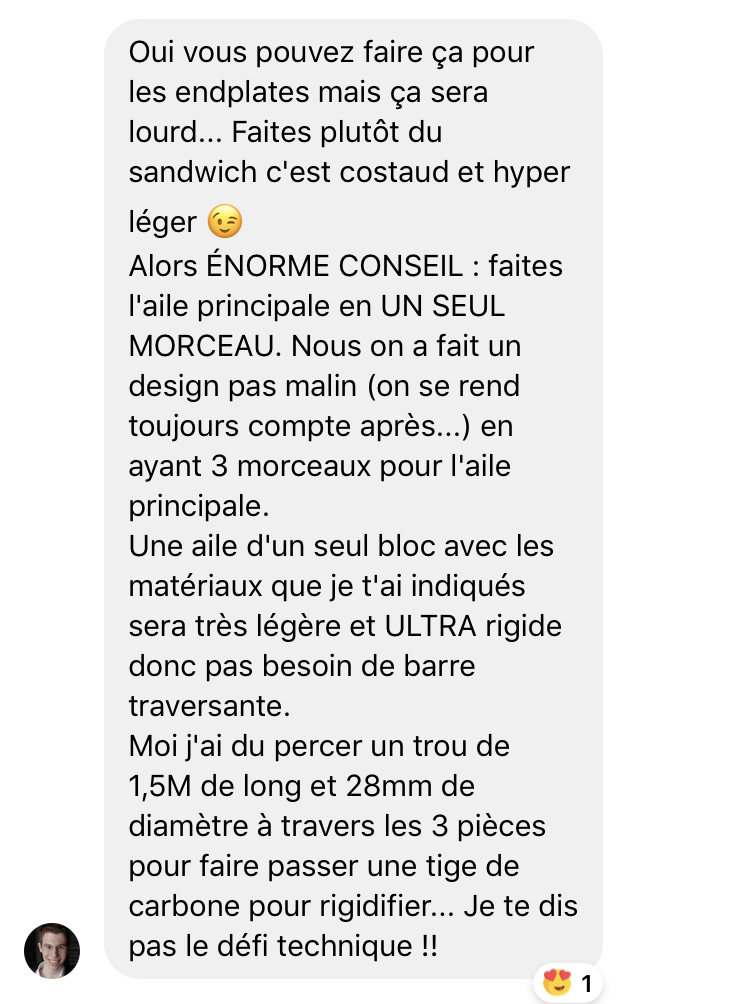 Oui vous pouvez faire ça pour
les endplates mais ça sera
lourd... Faites plutôt du
sandwich c'est costaud et hyper
léger 😉
Alors ÉNORME CONSEIL : faites
l'aile principale en UN SEUL
MORCEAU. Nous on a fait un
design pas malin (on se rend
toujours compte après...) en
ayant 3 morceaux pour l'aile
principale.
Une aile d'un seul bloc avec les
matériaux que je t'ai indiqués
sera très légère et ULTRA rigide
donc pas besoin de barre
traversante.
Moi j'ai du percer un trou de
1,5M de long et 28mm de
diamètre à travers les 3 pièces
pour faire passer une tige de
carbone pour rigidifier... Je te dis
pas le défi technique !!
😍 1